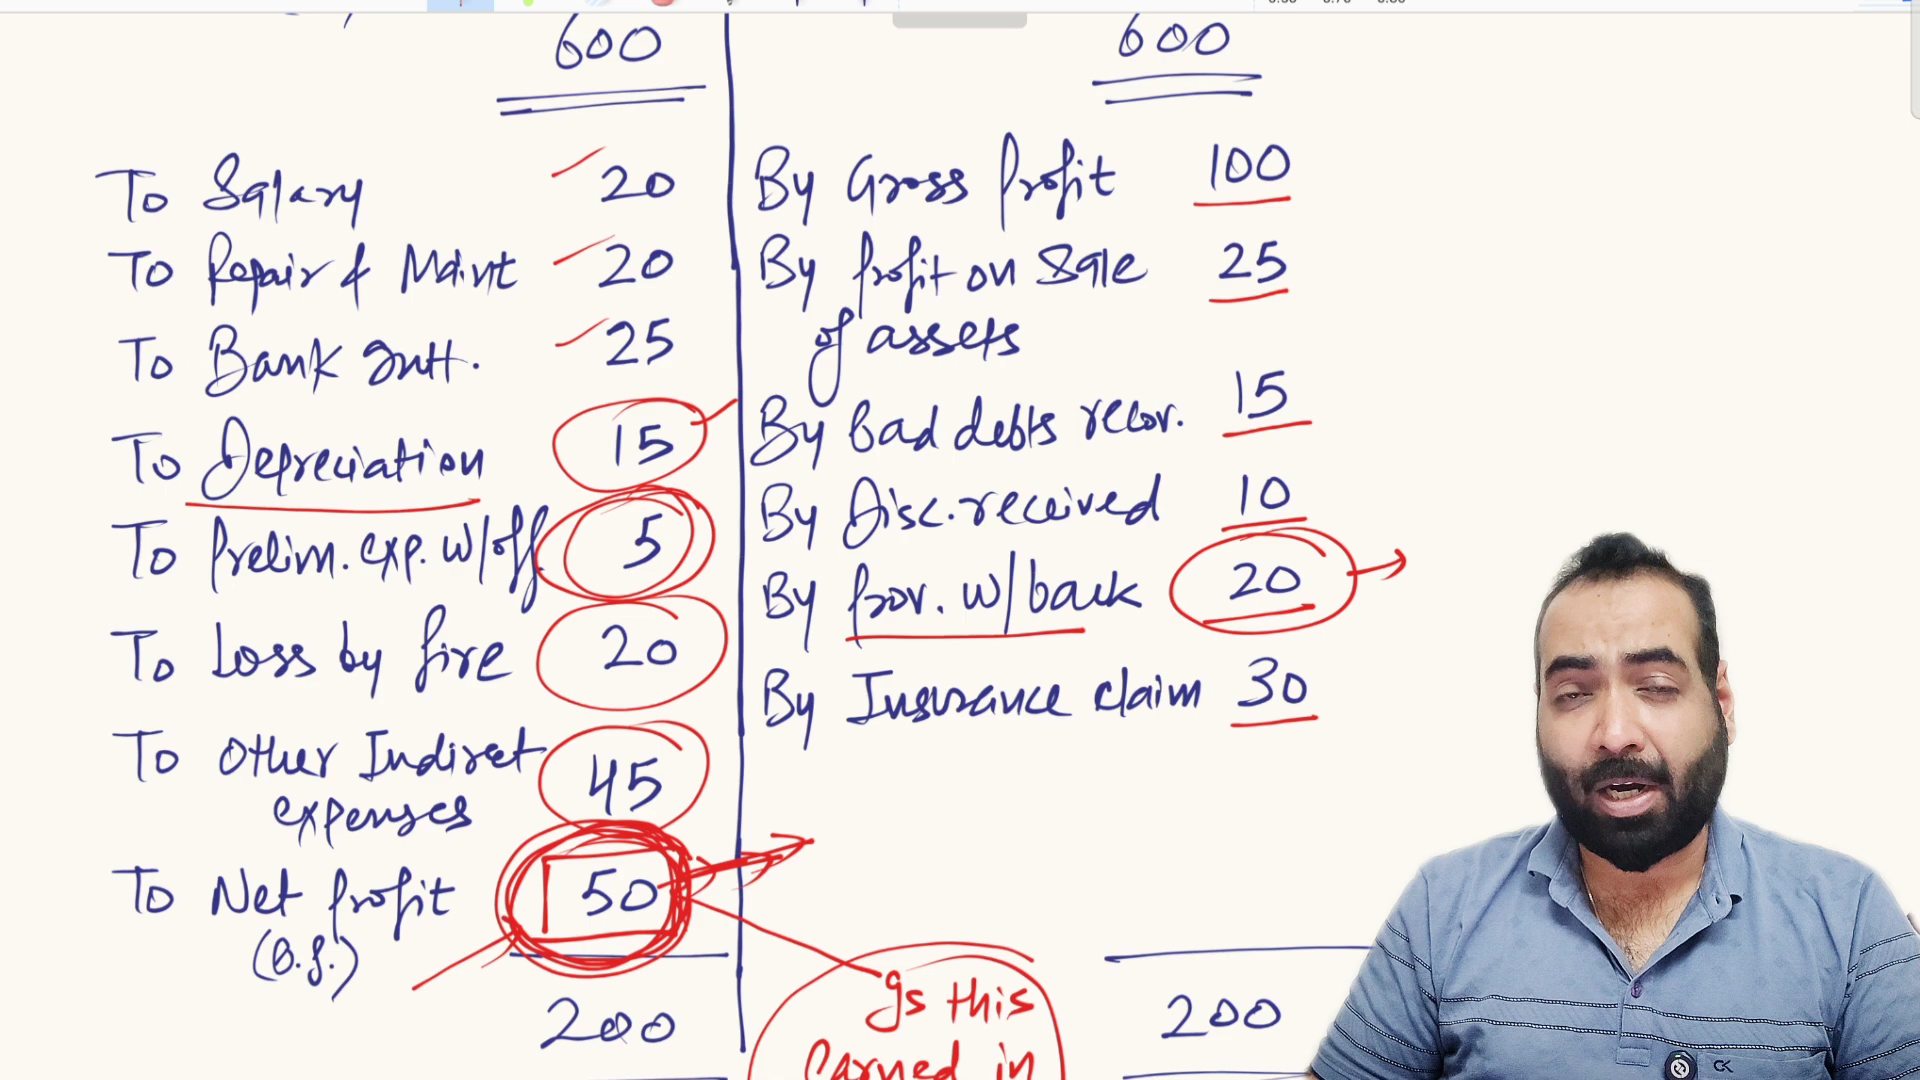 600
600
To Salary 20
To Repair & Maint 20
To Bank Intt. 25
To Depreciation 15
To Prelim. exp. w/off 5
To Loss by fire 20
To Other Indirect 45
expenses
To Net profit 50
(B.f.)
200
By Gross Profit 100
By profit on Sale 25
of assets
By Bad debts recov. 15
By Disc. received 10
By prov. w/back 20
By Insurance claim 30
200
Is this
Earned in
CK